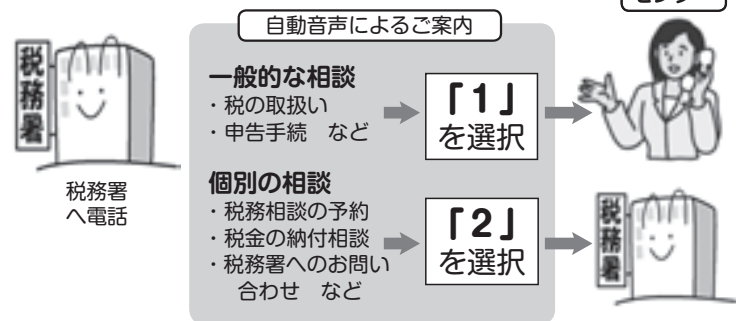 自動音声によるご案内
税務署
税務署
へ電話
一般的な相談
・税の取扱い
・申告手続 など
「1」
を選択
個別の相談
・税務相談の予約
・税金の納付相談
・税務署へのお問い
合わせ など
「2」
を選択
税務署